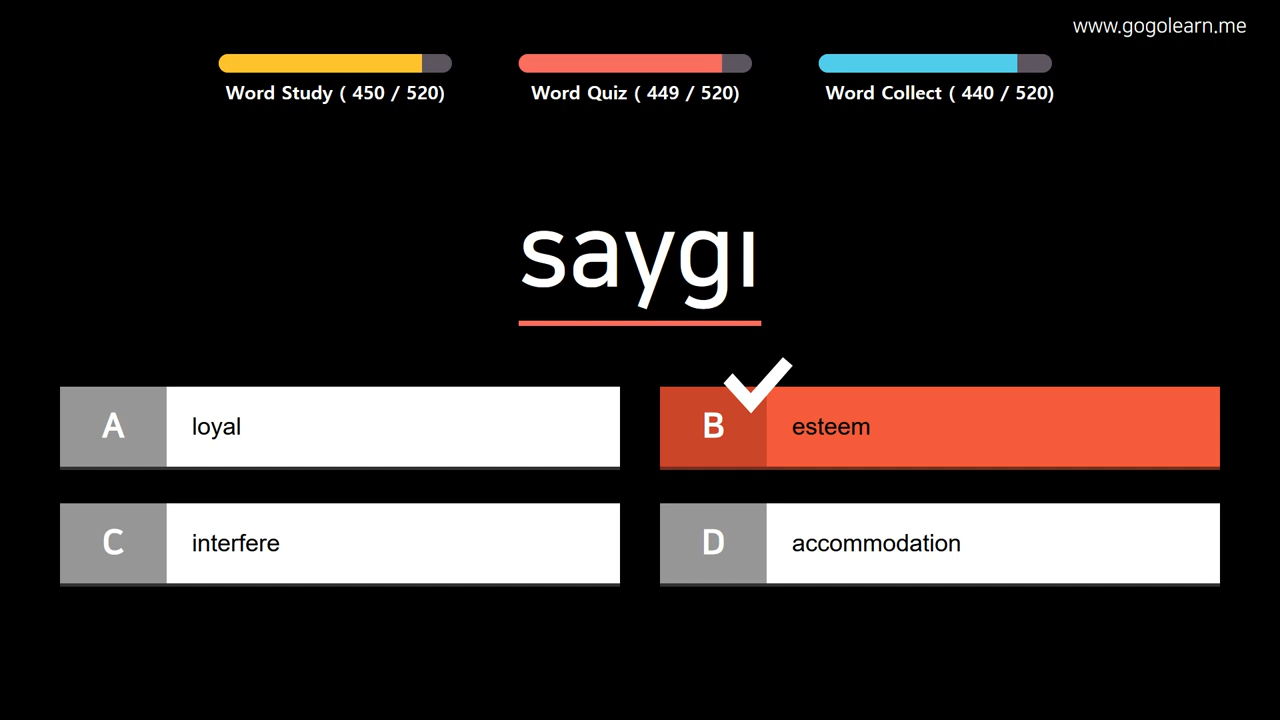 www.gogolearn.me
Word Study ( 450 / 520)
Word Quiz ( 449 / 520)
Word Collect ( 440 / 520)
saygı
A loyal
B esteem
C interfere
D accommodation